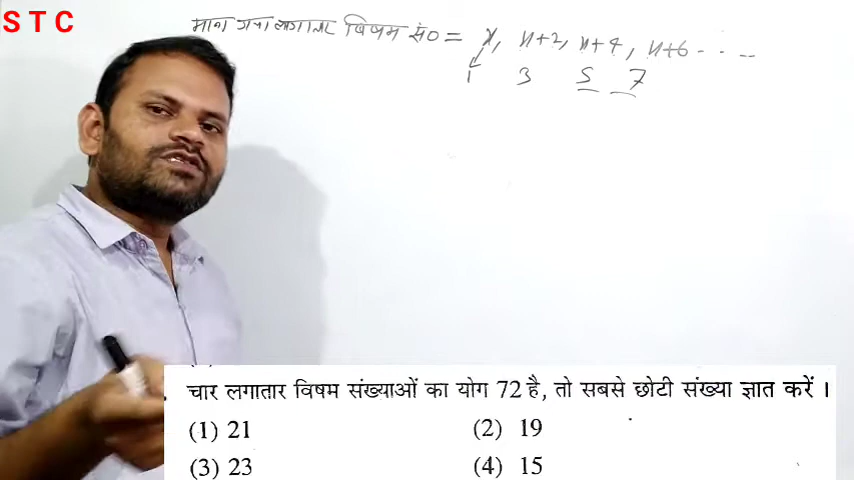 STC
माना गया लगातार विषम सं० = x, x+2, x+4, x+6 - - - -
1 3 5 7
चार लगातार विषम संख्याओं का योग 72 है, तो सबसे छोटी संख्या ज्ञात करें ।
(1) 21 (2) 19
(3) 23 (4) 15